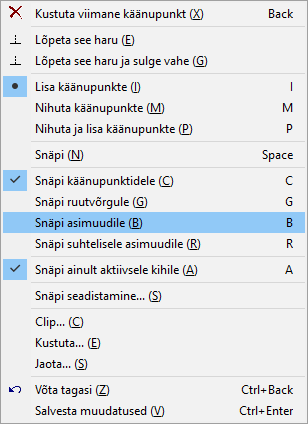 Kustuta viimane käänupunkt (X) Back
Lõpeta see haru (E)
Lõpeta see haru ja sulge vahe (G)
Lisa käänupunkte (I) I
Nihuta käänupunkte (M) M
Nihuta ja lisa käänupunkte (P) P
Snäpi (N) Space
Snäpi käänupunktidele (C) C
Snäpi ruutvõrgule (G) G
Snäpi asimuudile (B) B
Snäpi suhtelisele asimuudile (R) R
Snäpi ainult aktiivsele kihile (A) A
Snäpi seadistamine... (S)
Clip... (C)
Kustuta... (E)
Jaota... (S)
Võta tagasi (Z) Ctrl+Back
Salvesta muudatused (V) Ctrl+Enter